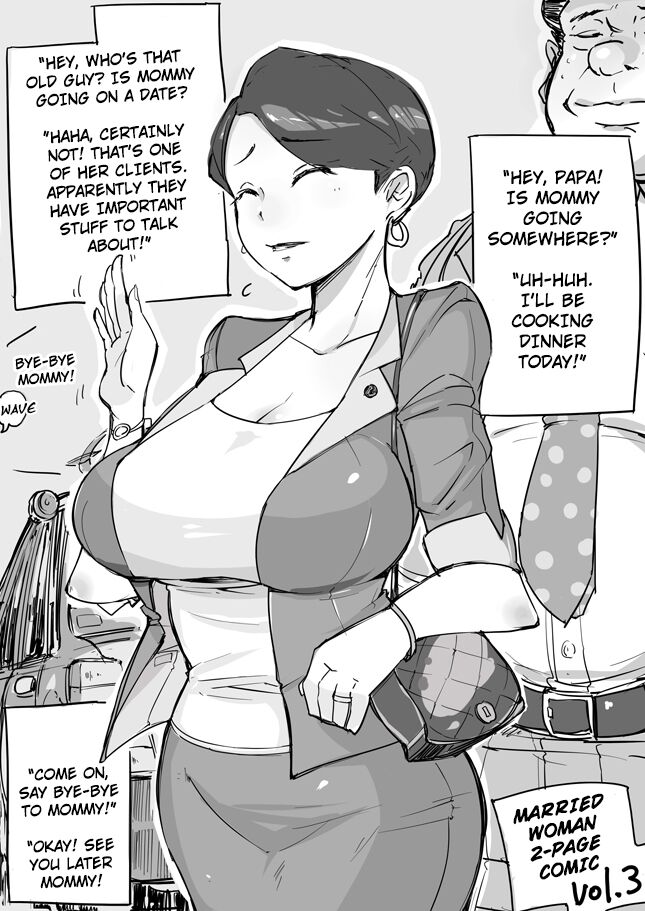 "HEY, WHO'S THAT
OLD GUY? IS MOMMY
GOING ON A DATE?
"HAHA, CERTAINLY
NOT! THAT'S ONE
OF HER CLIENTS.
APPARENTLY THEY
HAVE IMPORTANT
STUFF TO TALK
ABOUT!"
"HEY, PAPA!
IS MOMMY
GOING
SOMEWHERE?"
"UH-HUH.
I'LL BE
COOKING
DINNER
TODAY!"
BYE-BYE
MOMMY!
WAVE
"COME ON,
SAY BYE-BYE
TO MOMMY!"
"OKAY! SEE
YOU LATER
MOMMY!
MARRIED
WOMAN
2-PAGE
COMIC
Vol.3